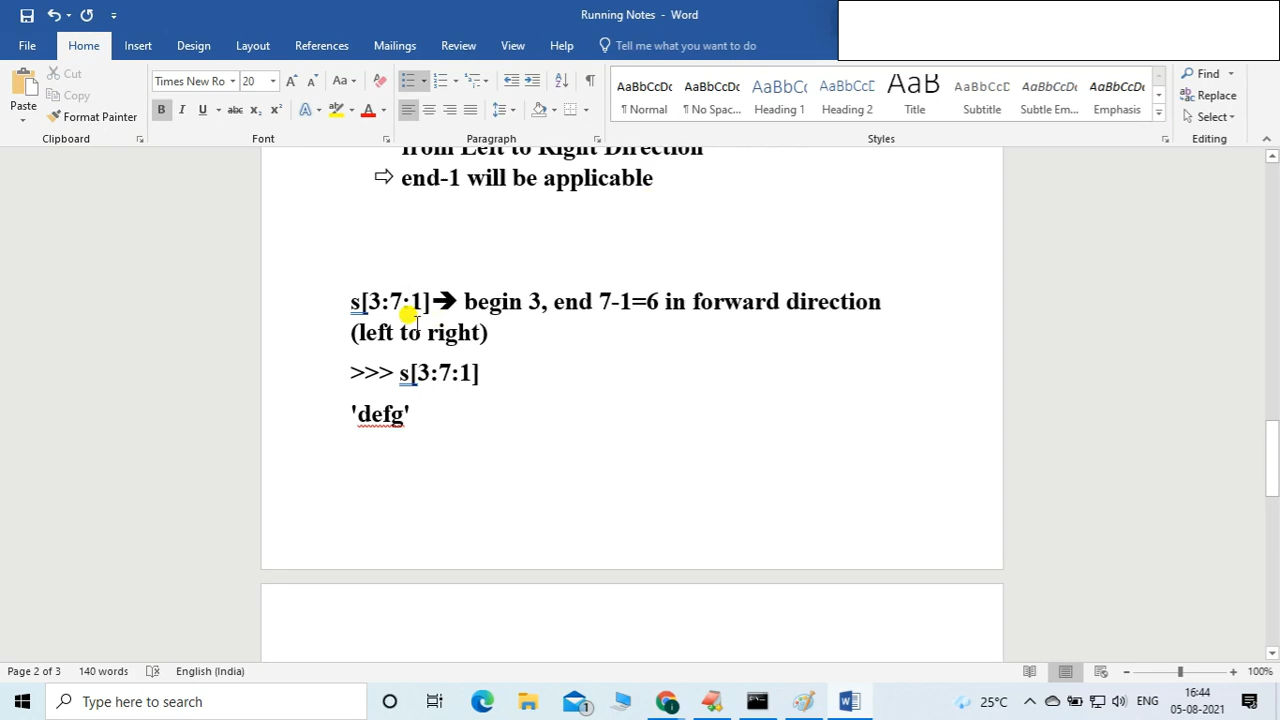 Running Notes - Word
File Home Insert Design Layout References Mailings Review View Help Tell me what you want to do
Paste
Cut
Copy
Format Painter
Clipboard
Times New Ro 20
B I U abc
Font
Paragraph
AaBbCcDc AaBbCcDc AaBbCc AaBbCcD AaB AaBbCcD AaBbCcDc AaBbCcDc
¶ Normal ¶ No Spac... Heading 1 Heading 2 Title Subtitle Subtle Em... Emphasis
Styles
Find
Replace
Select
Editing
from Left to Right Direction
⇨ end-1 will be applicable
s[3:7:1]➔ begin 3, end 7-1=6 in forward direction
(left to right)
>>> s[3:7:1]
'defg'
Page 2 of 3 140 words English (India) 100%
Type here to search
1
25°C ENG
16:44
05-08-2021